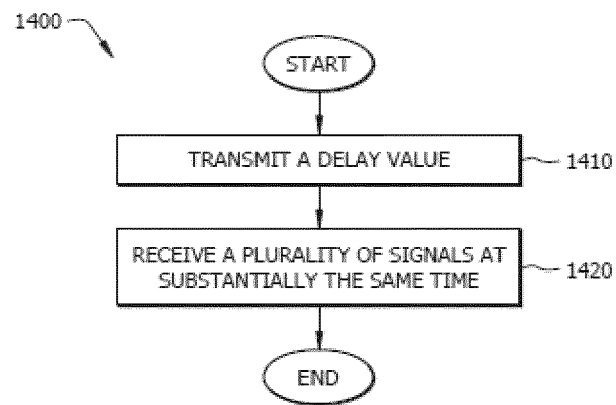 1400
START
TRANSMIT A DELAY VALUE
1410
RECEIVE A PLURALITY OF SIGNALS AT
SUBSTANTIALLY THE SAME TIME
1420
END